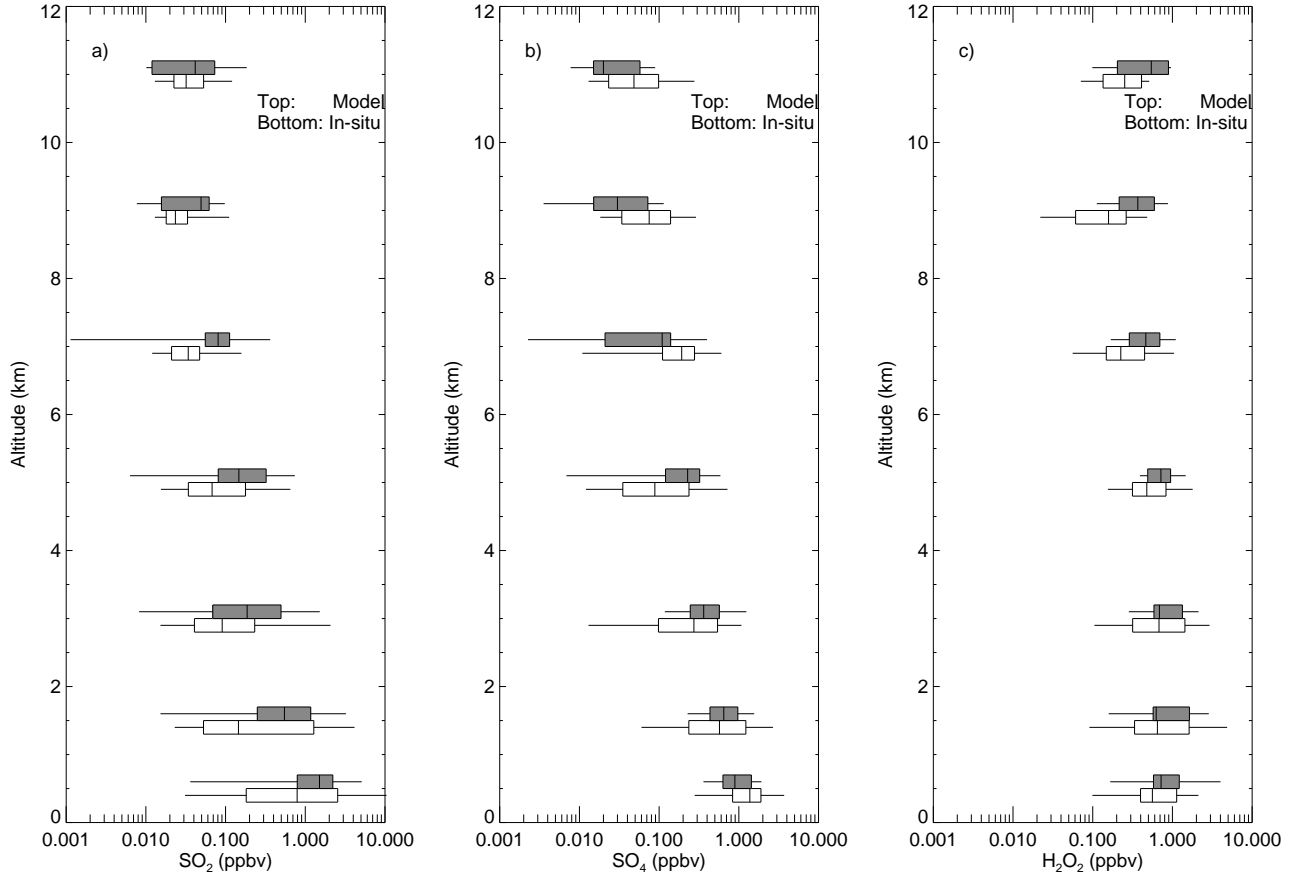 a)
Top: Model
Bottom: In-situ
12
10
8
6
4
2
0
Altitude (km)
0.001 0.010 0.100 1.000 10.000
SO₂ (ppbv)
b)
Top: Model
Bottom: In-situ
12
10
8
6
4
2
0
Altitude (km)
0.001 0.010 0.100 1.000 10.000
SO₄ (ppbv)
c)
Top: Model
Bottom: In-situ
12
10
8
6
4
2
0
Altitude (km)
0.001 0.010 0.100 1.000 10.000
H₂O₂ (ppbv)